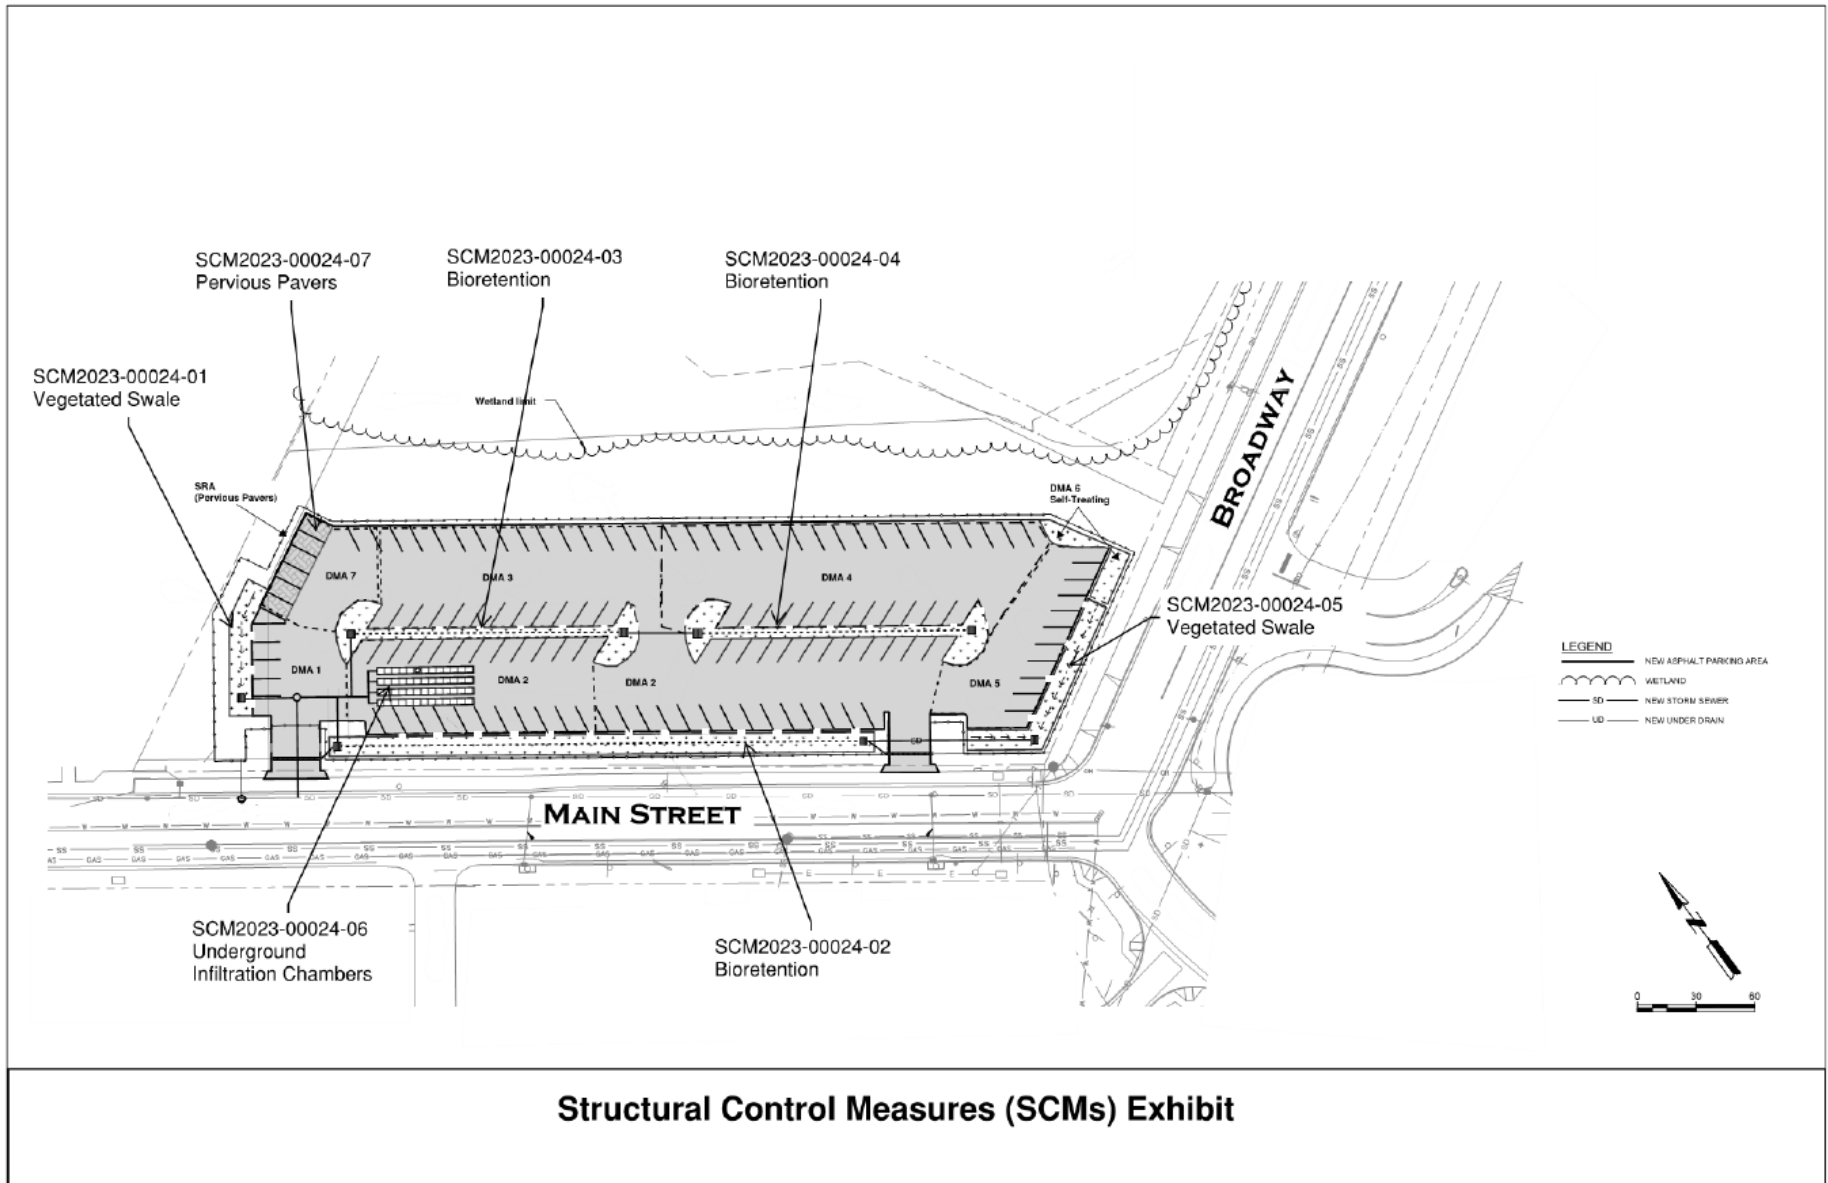 SCM2023-00024-07
Pervious Pavers
SCM2023-00024-03
Bioretention
SCM2023-00024-04
Bioretention
SCM2023-00024-01
Vegetated Swale
Wetland limit
BROADWAY
SRA
(Pervious Pavers)
DMA 6
Self-Treating
DMA 7
DMA 3
DMA 4
SCM2023-00024-05
Vegetated Swale
DMA 1
DMA 2
DMA 2
DMA 5
LEGEND
NEW ASPHALT PARKING AREA
WETLAND
SD NEW STORM SEWER
UD NEW UNDER DRAIN
MAIN STREET
SCM2023-00024-06
Underground
Infiltration Chambers
SCM2023-00024-02
Bioretention
0 30 60
Structural Control Measures (SCMs) Exhibit